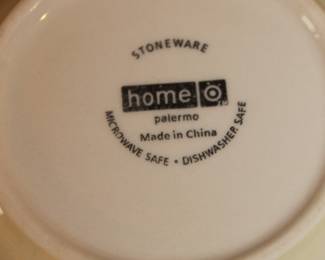 STONEWARE
home
palermo
Made in China
MICROWAVE SAFE • DISHWASHER SAFE